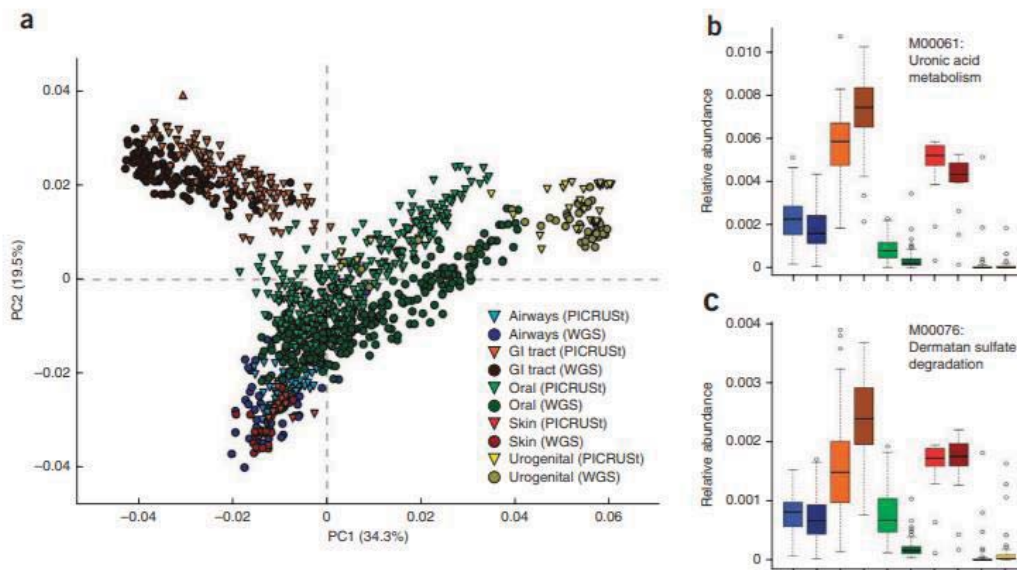 a
0.04
0.02
0
−0.02
−0.04
PC2 (19.5%)
−0.04
−0.02
0
0.02
0.04
0.06
PC1 (34.3%)
Airways (PICRUSt)
Airways (WGS)
GI tract (PICRUSt)
GI tract (WGS)
Oral (PICRUSt)
Oral (WGS)
Skin (PICRUSt)
Skin (WGS)
Urogenital (PICRUSt)
Urogenital (WGS)
b
M00061:
Uronic acid
metabolism
0.010
0.008
0.006
0.004
0.002
0
Relative abundance
c
M00076:
Dermatan sulfate
degradation
0.004
0.003
0.002
0.001
0
Relative abundance